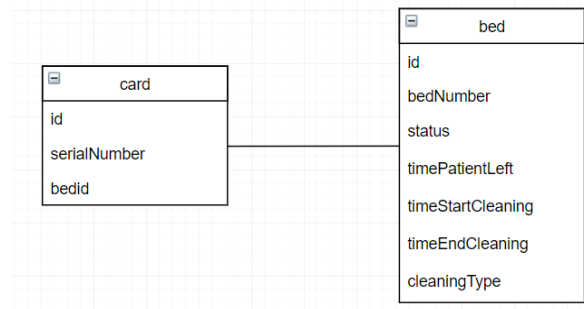 card
id
serialNumber
bedid
bed
id
bedNumber
status
timePatientLeft
timeStartCleaning
timeEndCleaning
cleaningType